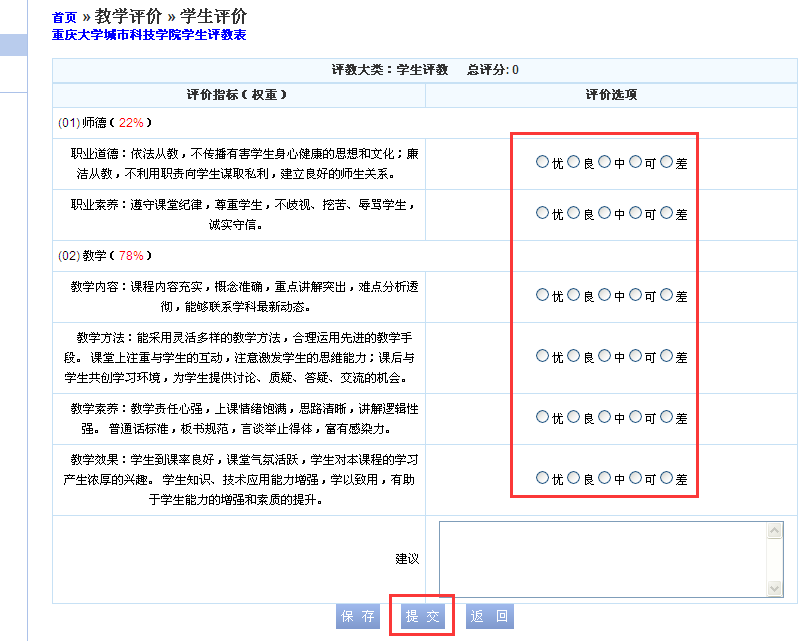 首页 » 教学评价 » 学生评价
重庆大学城市科技学院学生评教表
评教大类：学生评教 总评分: 0
评价指标（权重） 评价选项
(01) 师德（ 22% ）
职业道德：依法从教，不传播有害学生身心健康的思想和文化；廉
洁从教，不利用职责向学生谋取私利，建立良好的师生关系。
优 良 中 可 差
职业素养：遵守课堂纪律，尊重学生，不歧视、挖苦、辱骂学生，
诚实守信。
优 良 中 可 差
(02) 教学（ 78% ）
教学内容：课程内容充实，概念准确，重点讲解突出，难点分析透
彻，能够联系学科最新动态。
优 良 中 可 差
教学方法：能采用灵活多样的教学方法，合理运用先进的教学手
段。 课堂上注重与学生的互动，注意激发学生的思维能力；课后与
学生共创学习环境，为学生提供讨论、质疑、答疑、交流的机会。
优 良 中 可 差
教学素养：教学责任心强，上课情绪饱满，思路清晰，讲解逻辑性
强。 普通话标准，板书规范，言谈举止得体，富有感染力。
优 良 中 可 差
教学效果：学生到课率良好，课堂气氛活跃，学生对本课程的学习
产生浓厚的兴趣。 学生知识、技术应用能力增强，学以致用，有助
于学生能力的增强和素质的提升。
优 良 中 可 差
建议
保 存 提 交 返 回